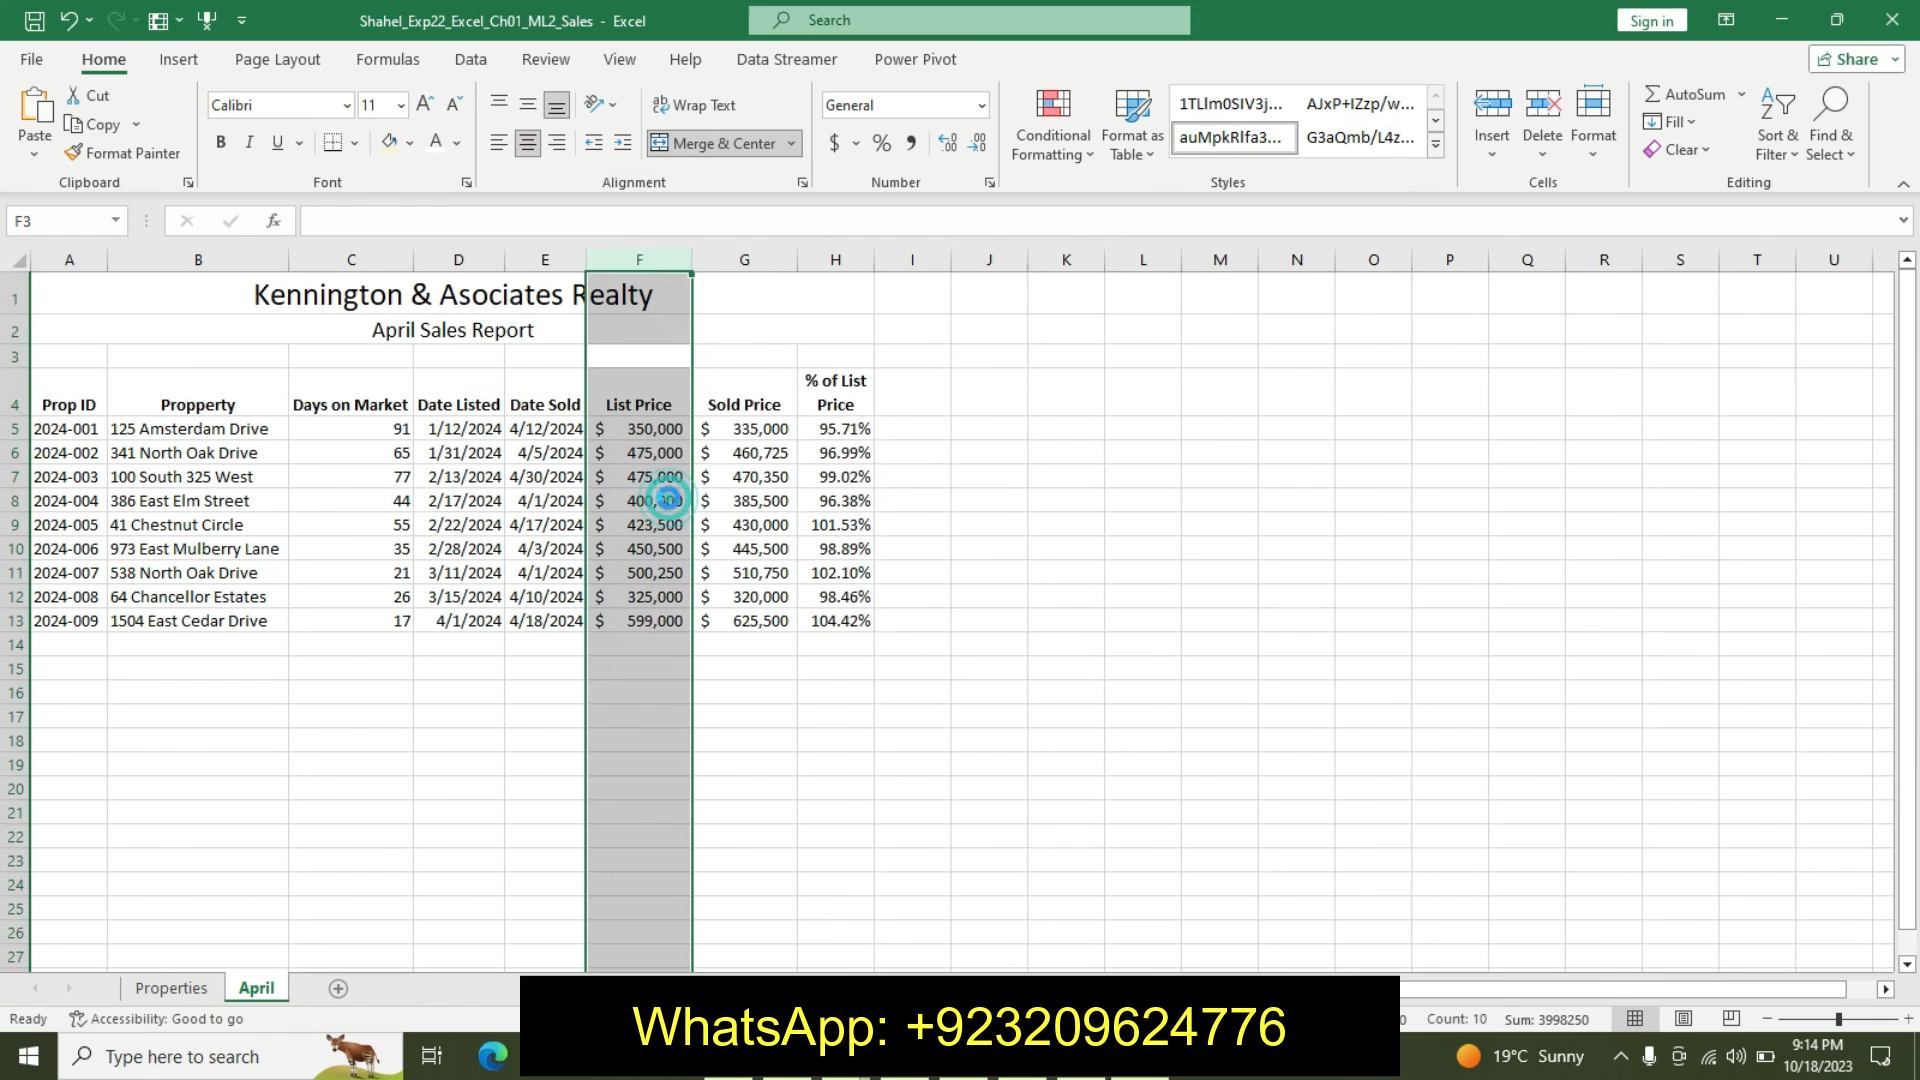 Shahel_Exp22_Excel_Ch01_ML2_Sales - Excel
Search
Sign in
File Home Insert Page Layout Formulas Data Review View Help Data Streamer Power Pivot
Share
Paste
Cut
Copy
Format Painter
Clipboard
Calibri 11
B I U
Font
Wrap Text
Merge & Center
Alignment
General
$ %
Number
Conditional Formatting
Format as Table
1TLlm0SIV3j... AJxP+IZzp/w...
auMpkRlfa3... G3aQmb/L4z...
Styles
Insert Delete Format
Cells
AutoSum
Fill
Clear
Sort & Filter
Find & Select
Editing
F3
fx
A B C D E F G H I J K L M N O P Q R S T U
1 Kennington & Asociates Realty
2 April Sales Report
3
4 Prop ID Propperty Days on Market Date Listed Date Sold List Price Sold Price % of List Price
5 2024-001 125 Amsterdam Drive 91 1/12/2024 4/12/2024 $ 350,000 $ 335,000 95.71%
6 2024-002 341 North Oak Drive 65 1/31/2024 4/5/2024 $ 475,000 $ 460,725 96.99%
7 2024-003 100 South 325 West 77 2/13/2024 4/30/2024 $ 475,000 $ 470,350 99.02%
8 2024-004 386 East Elm Street 44 2/17/2024 4/1/2024 $ 400,000 $ 385,500 96.38%
9 2024-005 41 Chestnut Circle 55 2/22/2024 4/17/2024 $ 423,500 $ 430,000 101.53%
10 2024-006 973 East Mulberry Lane 35 2/28/2024 4/3/2024 $ 450,500 $ 445,500 98.89%
11 2024-007 538 North Oak Drive 21 3/11/2024 4/1/2024 $ 500,250 $ 510,750 102.10%
12 2024-008 64 Chancellor Estates 26 3/15/2024 4/10/2024 $ 325,000 $ 320,000 98.46%
13 2024-009 1504 East Cedar Drive 17 4/1/2024 4/18/2024 $ 599,000 $ 625,500 104.42%
14
15
16
17
18
19
20
21
22
23
24
25
26
27
Properties April
Ready Accessibility: Good to go
Count: 10 Sum: 3998250
WhatsApp: +923209624776
Type here to search
19°C Sunny
9:14 PM
10/18/2023